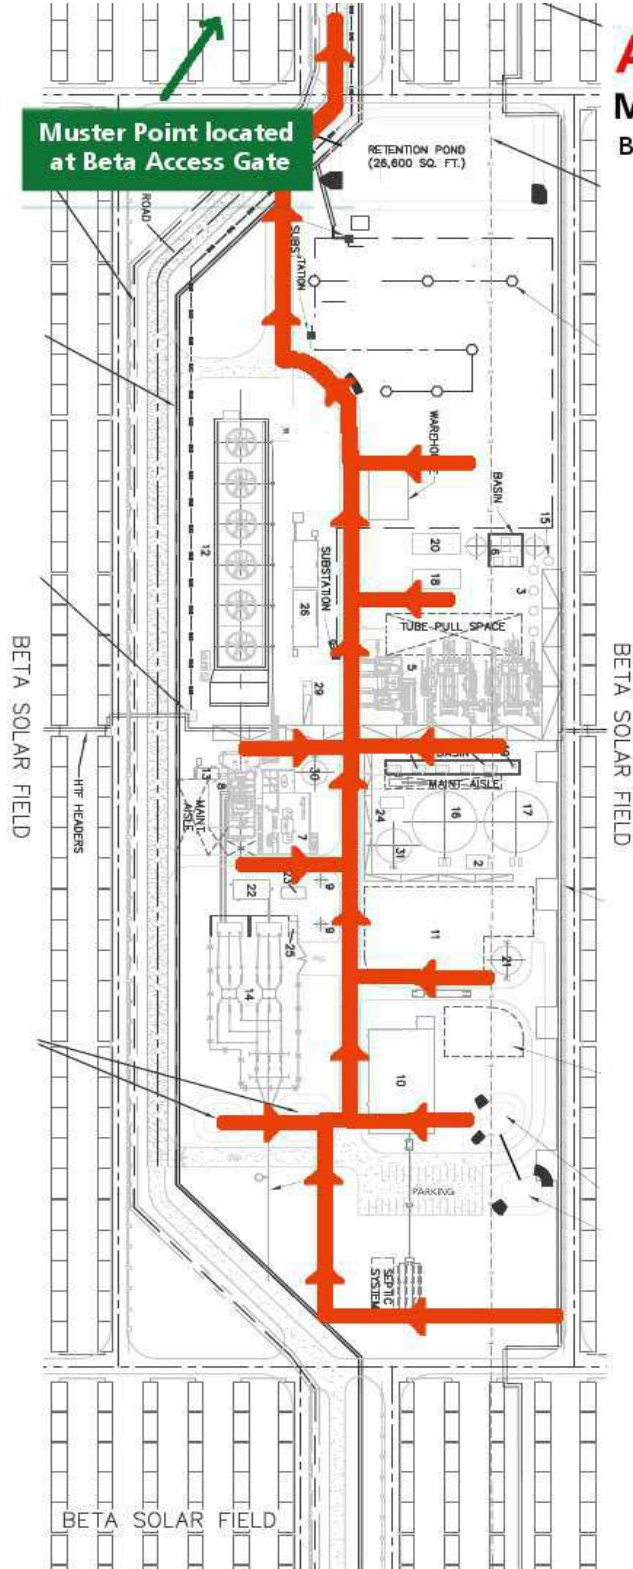 A
M
B
Muster Point located
at Beta Access Gate
RETENTION POND
(26,600 SQ. FT.)
ROAD
SUBSTATION
WAREHOUSE
BASIN
15
20
6
12
SUBSTATION
18
3
26
TUBE PULL SPACE
5
29
BETA SOLAR FIELD
BETA SOLAR FIELD
HTF HEADERS
13
8
30
BASIN
19
MAINT AISLE
MAINT.
AISLE
7
24
16
17
31
2
22
23
9
9
25
11
21
14
10
PARKING
SEPTIC
SYSTEM
BETA SOLAR FIELD